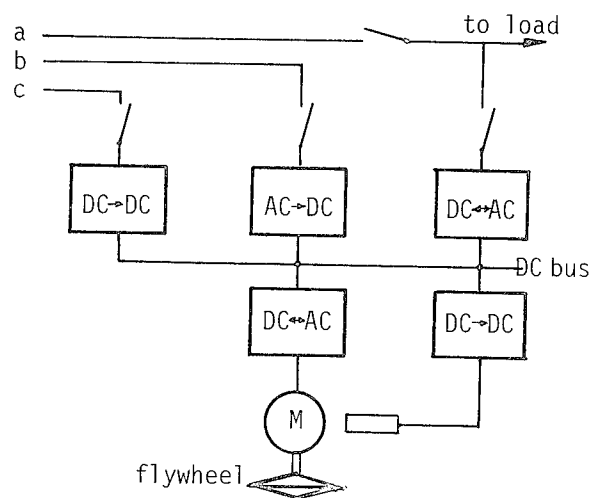 a
to load
b
c
DC→DC
AC→DC
DC↔AC
DC bus
DC↔AC
DC→DC
M
flywheel